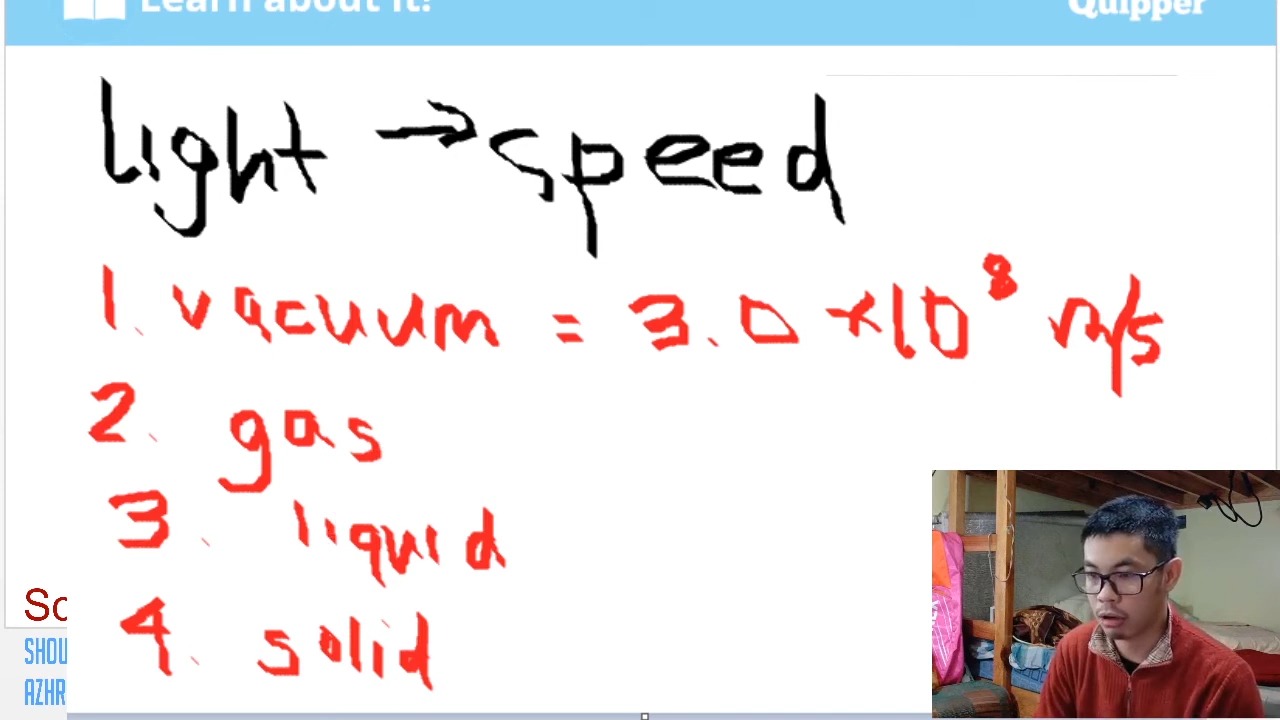 Learn about it!
Quipper
light → speed
1. vacuum = 3.0 ×10⁸ m/s
2. gas
3. liquid
4. solid
So
SHOU
AZHR